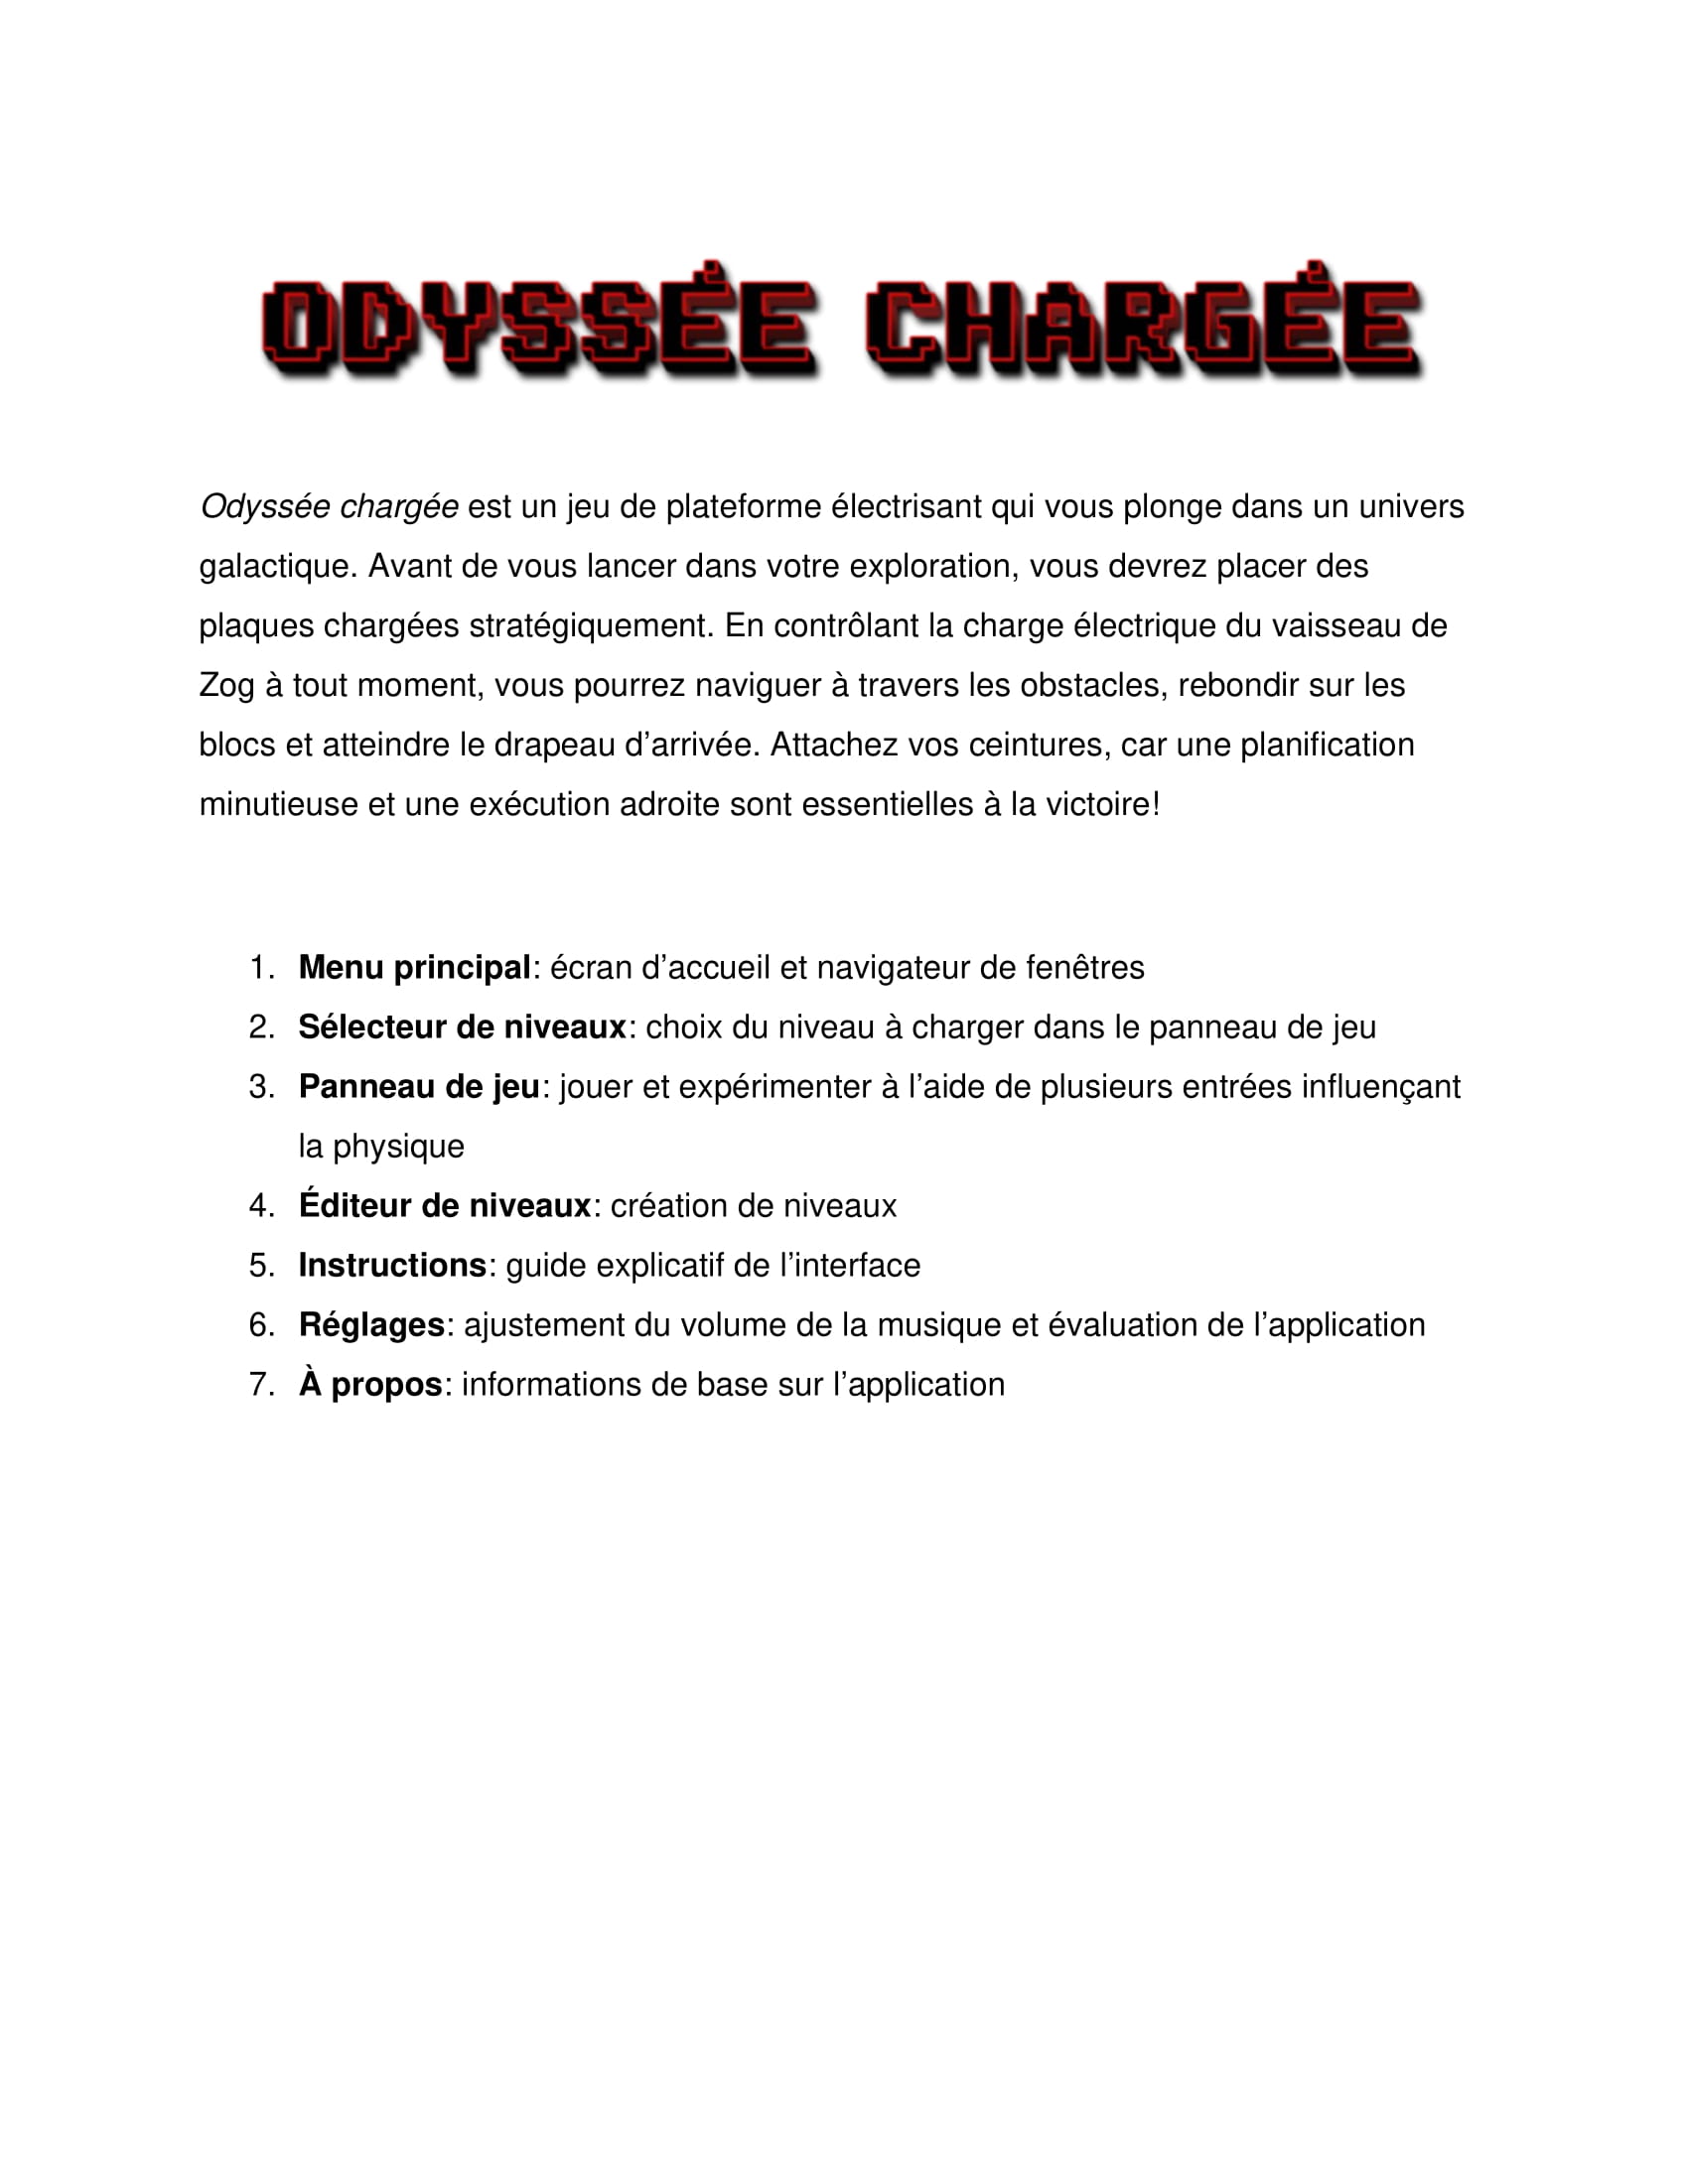 ODYSSÉE CHARGÉE
Odyssée chargée est un jeu de plateforme électrisant qui vous plonge dans un univers
galactique. Avant de vous lancer dans votre exploration, vous devrez placer des
plaques chargées stratégiquement. En contrôlant la charge électrique du vaisseau de
Zog à tout moment, vous pourrez naviguer à travers les obstacles, rebondir sur les
blocs et atteindre le drapeau d’arrivée. Attachez vos ceintures, car une planification
minutieuse et une exécution adroite sont essentielles à la victoire!
1. Menu principal: écran d’accueil et navigateur de fenêtres
2. Sélecteur de niveaux: choix du niveau à charger dans le panneau de jeu
3. Panneau de jeu: jouer et expérimenter à l’aide de plusieurs entrées influençant
la physique
4. Éditeur de niveaux: création de niveaux
5. Instructions: guide explicatif de l’interface
6. Réglages: ajustement du volume de la musique et évaluation de l’application
7. À propos: informations de base sur l’application